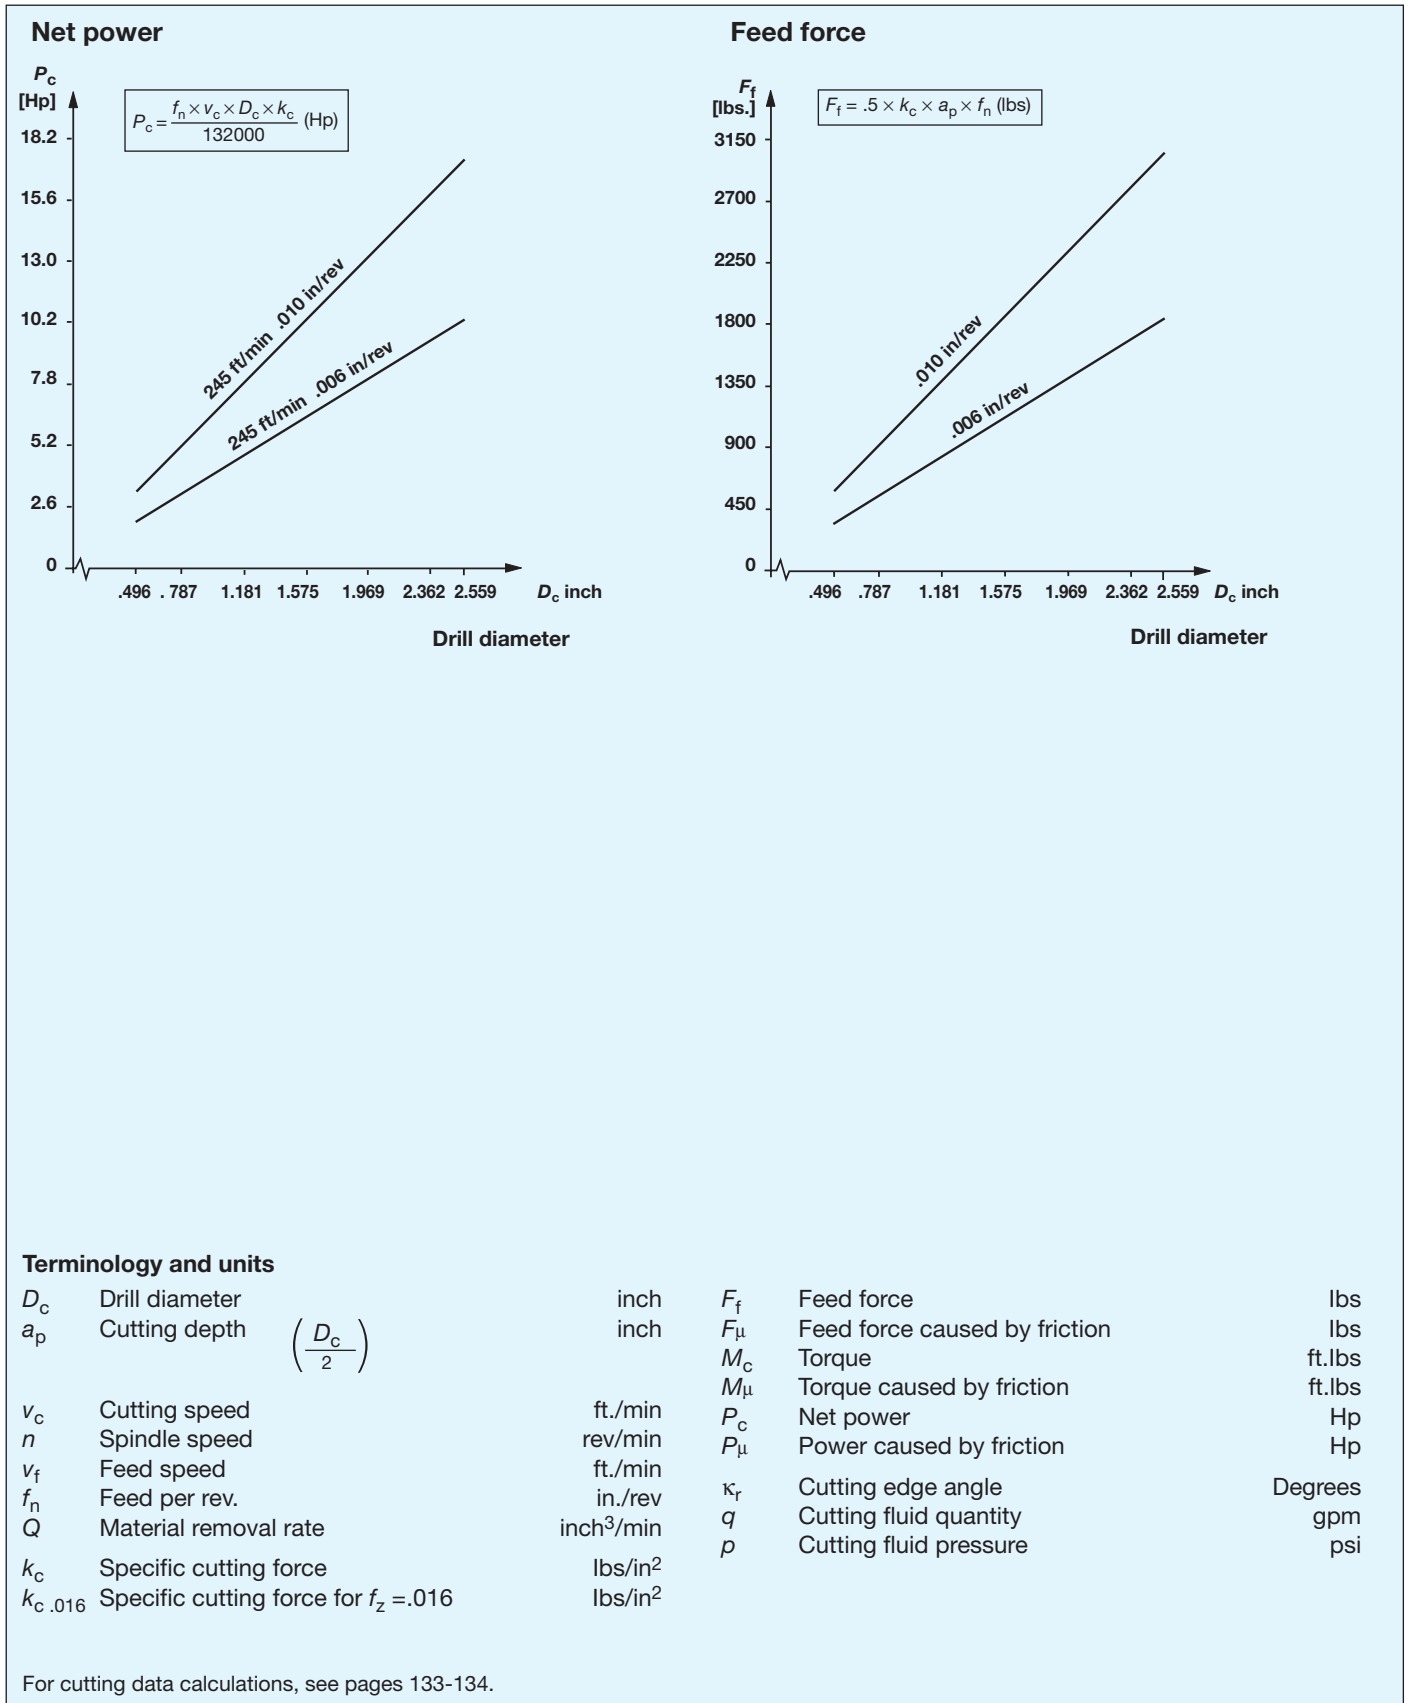 Net power
P_c
[Hp]
P_c = f_n × v_c × D_c × k_c / 132000 (Hp)
18.2
15.6
13.0
10.2
7.8
5.2
2.6
0
245 ft/min .010 in/rev
245 ft/min .006 in/rev
.496 . 787 1.181 1.575 1.969 2.362 2.559 D_c inch
Drill diameter
Feed force
F_f
[lbs.]
F_f = .5 × k_c × a_p × f_n (lbs)
3150
2700
2250
1800
1350
900
450
0
.010 in/rev
.006 in/rev
.496 .787 1.181 1.575 1.969 2.362 2.559 D_c inch
Drill diameter
Terminology and units
D_c Drill diameter inch
a_p Cutting depth (D_c / 2) inch
v_c Cutting speed ft./min
n Spindle speed rev/min
v_f Feed speed ft./min
f_n Feed per rev. in./rev
Q Material removal rate inch³/min
k_c Specific cutting force lbs/in²
k_c .016 Specific cutting force for f_z =.016 lbs/in²
F_f Feed force lbs
Fμ Feed force caused by friction lbs
M_c Torque ft.lbs
Mμ Torque caused by friction ft.lbs
P_c Net power Hp
Pμ Power caused by friction Hp
κ_r Cutting edge angle Degrees
q Cutting fluid quantity gpm
p Cutting fluid pressure psi
For cutting data calculations, see pages 133-134.